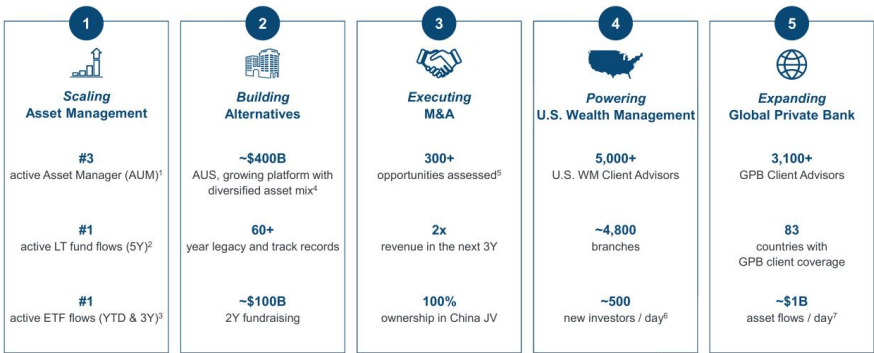 1
Scaling
Asset Management
#3
active Asset Manager (AUM)¹
#1
active LT fund flows (5Y)²
#1
active ETF flows (YTD & 3Y)³
2
Building
Alternatives
~$400B
AUS, growing platform with
diversified asset mix⁴
60+
year legacy and track records
~$100B
2Y fundraising
3
Executing
M&A
300+
opportunities assessed⁵
2x
revenue in the next 3Y
100%
ownership in China JV
4
Powering
U.S. Wealth Management
5,000+
U.S. WM Client Advisors
~4,800
branches
~500
new investors / day⁶
5
Expanding
Global Private Bank
3,100+
GPB Client Advisors
83
countries with
GPB client coverage
~$1B
asset flows / day⁷